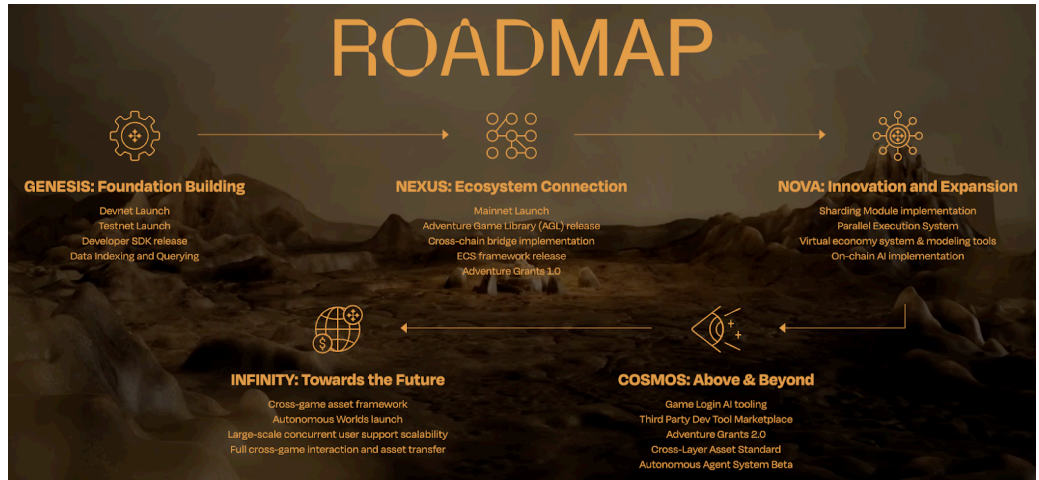 ROADMAP
GENESIS: Foundation Building
Devnet Launch
Testnet Launch
Developer SDK release
Data Indexing and Querying
NEXUS: Ecosystem Connection
Mainnet Launch
Adventure Game Library (AGL) release
Cross-chain bridge implementation
ECS framework release
Adventure Grants 1.0
NOVA: Innovation and Expansion
Sharding Module implementation
Parallel Execution System
Virtual economy system & modeling tools
On-chain AI implementation
$
INFINITY: Towards the Future
Cross-game asset framework
Autonomous Worlds launch
Large-scale concurrent user support scalability
Full cross-game interaction and asset transfer
COSMOS: Above & Beyond
Game Login AI tooling
Third Party Dev Tool Marketplace
Adventure Grants 2.0
Cross-Layer Asset Standard
Autonomous Agent System Beta